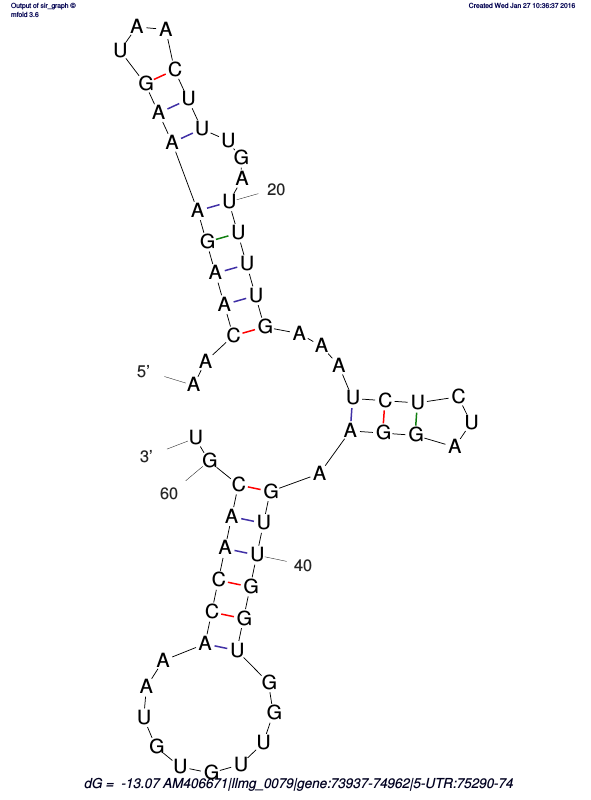 Output of sir_graph ©
mfold 3.6
Created Wed Jan 27 10:36:37 2016
5'
A A C A A G A A A G U A A C U U U G A U
20
U U U G A A A U C U C U A G G A A G U U
40
G G U G G U U G U G U A A A C C A A C G
60
U
3'
dG = -13.07 AM406671|llmg_0079|gene:73937-74962|5-UTR:75290-74